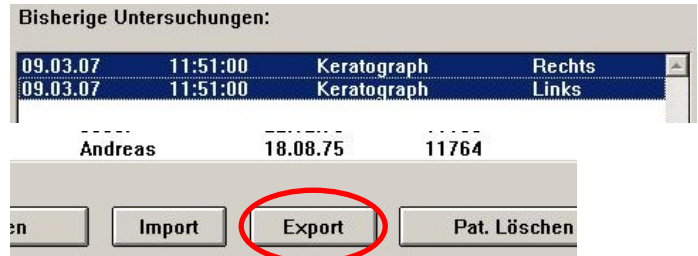 Bisherige Untersuchungen:
09.03.07 11:51:00 Keratograph Rechts
09.03.07 11:51:00 Keratograph Links
Andreas 18.08.75 11764
en Import Export Pat. Löschen